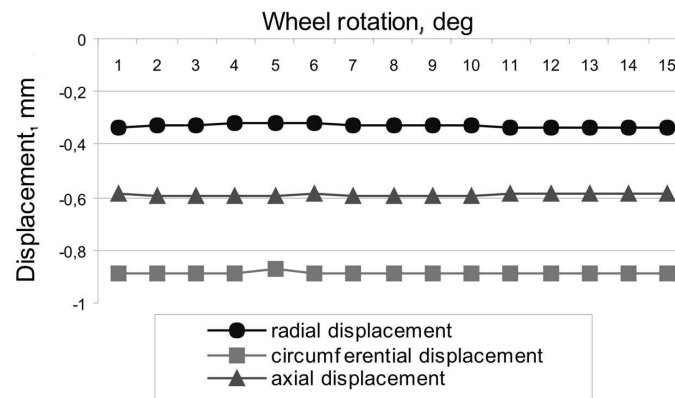 Wheel rotation, deg
0
1 2 3 4 5 6 7 8 9 10 11 12 13 14 15
-0,2
-0,4
-0,6
-0,8
-1
Displacement, mm
radial displacement
circumferential displacement
axial displacement